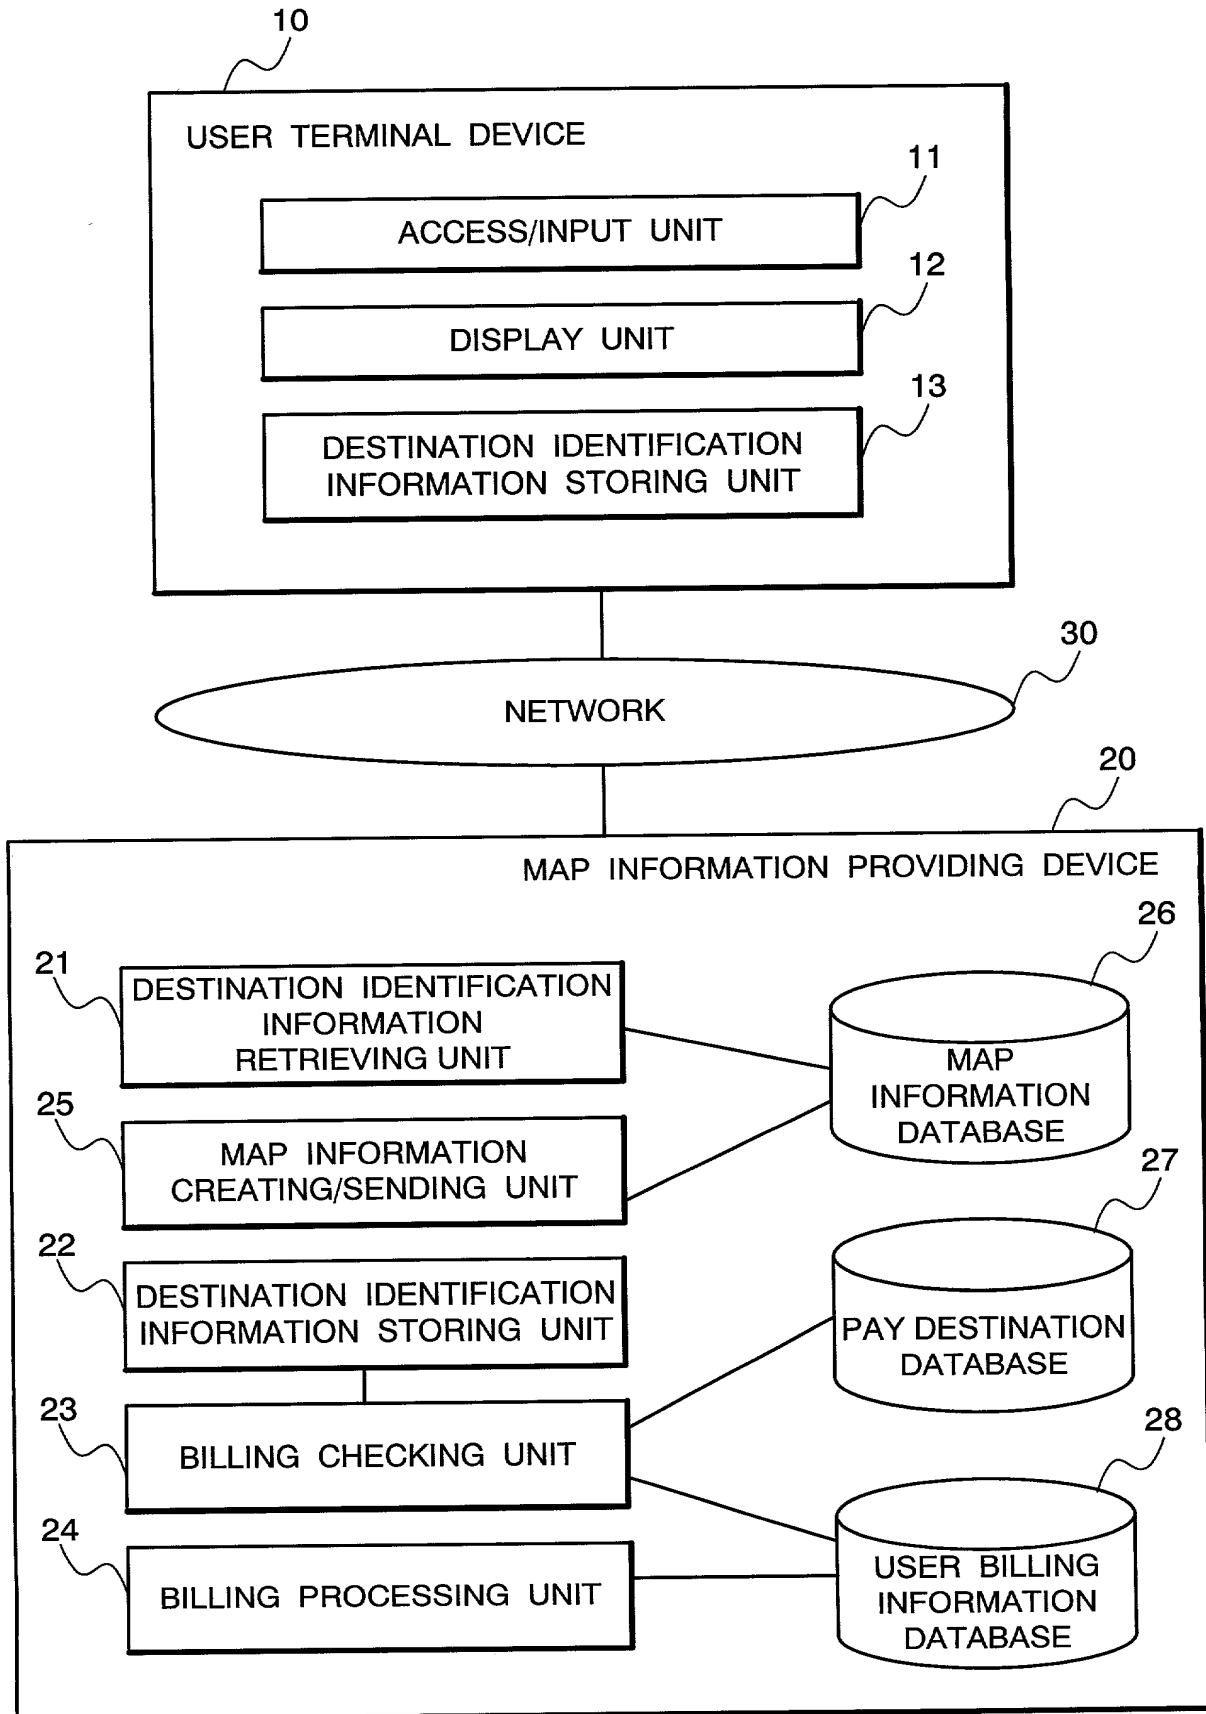 10
USER TERMINAL DEVICE
11
ACCESS/INPUT UNIT
12
DISPLAY UNIT
13
DESTINATION IDENTIFICATION
INFORMATION STORING UNIT
30
NETWORK
20
MAP INFORMATION PROVIDING DEVICE
26
21
DESTINATION IDENTIFICATION
INFORMATION
RETRIEVING UNIT
MAP
INFORMATION
DATABASE
25
MAP INFORMATION
CREATING/SENDING UNIT
27
22
DESTINATION IDENTIFICATION
INFORMATION STORING UNIT
PAY DESTINATION
DATABASE
23
BILLING CHECKING UNIT
28
24
BILLING PROCESSING UNIT
USER BILLING
INFORMATION
DATABASE